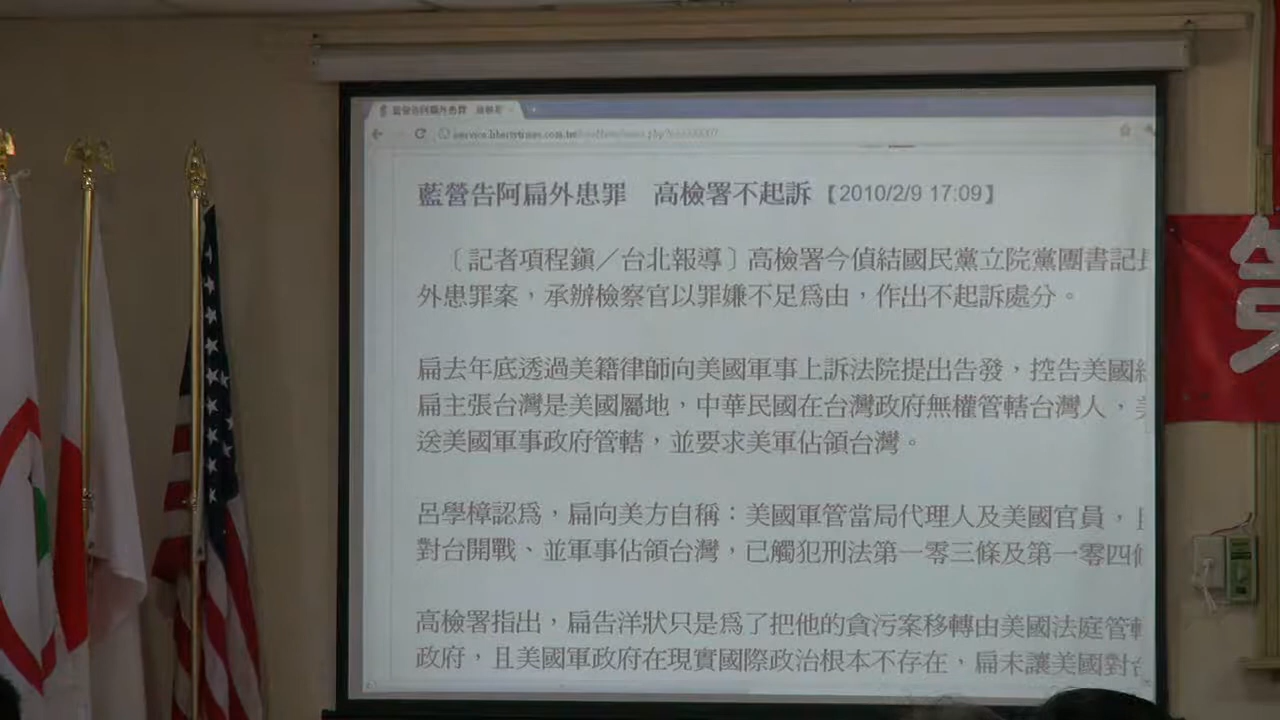 藍營告阿扁外患罪
藍營告阿扁外患罪　高檢署不起訴【2010/2/9 17:09】
〔記者項程鎮／台北報導〕高檢署今偵結國民黨立院黨團書記長
外患罪案，承辦檢察官以罪嫌不足為由，作出不起訴處分。
扁去年底透過美籍律師向美國軍事上訴法院提出告發，控告美國
扁主張台灣是美國屬地，中華民國在台灣政府無權管轄台灣人，
送美國軍事政府管轄，並要求美軍佔領台灣。
呂學樟認為，扁向美方自稱：美國軍管當局代理人及美國官員，
對台開戰、並軍事佔領台灣，已觸犯刑法第一零三條及第一零四條
高檢署指出，扁告洋狀只是為了把他的貪污案移轉由美國法庭管轄
政府，且美國軍政府在現實國際政治根本不存在，扁未讓美國對台